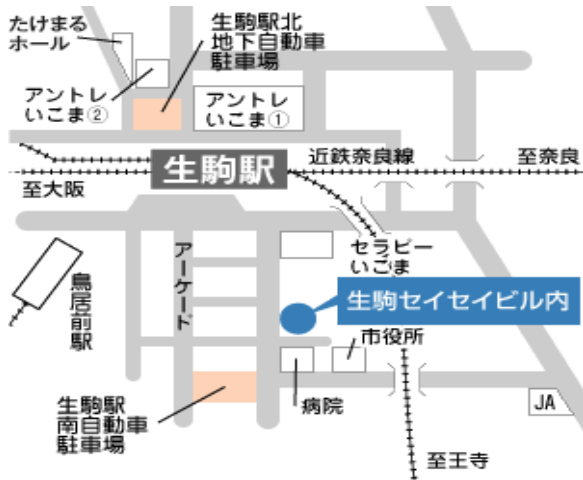 たけまる
ホール
生駒駅北
地下自動車
駐車場
アントレ
いこま②
アントレ
いこま①
生駒駅
近鉄奈良線
至奈良
至大阪
鳥居前駅
アーケード
セラビー
いこま
生駒セイセイビル内
市役所
生駒駅
南自動車
駐車場
病院
JA
至王寺